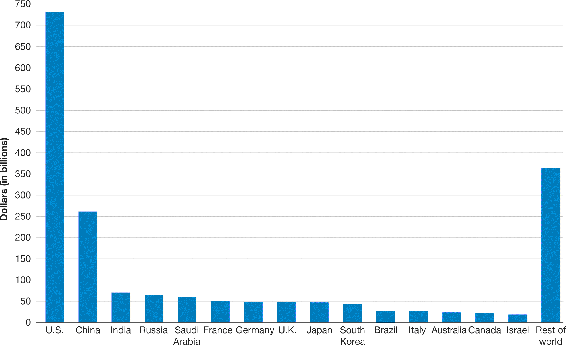 Dollars (in billions)
750
700
650
600
550
500
450
400
350
300
250
200
150
100
50
0
U.S.
China
India
Russia
Saudi
Arabia
France
Germany
U.K.
Japan
South
Korea
Brazil
Italy
Australia
Canada
Israel
Rest of
world